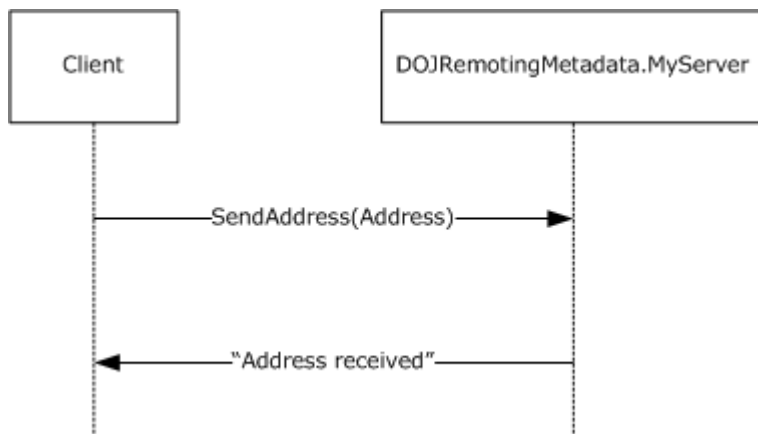 Client
DOJRemotingMetadata.MyServer
SendAddress(Address)
“Address received”